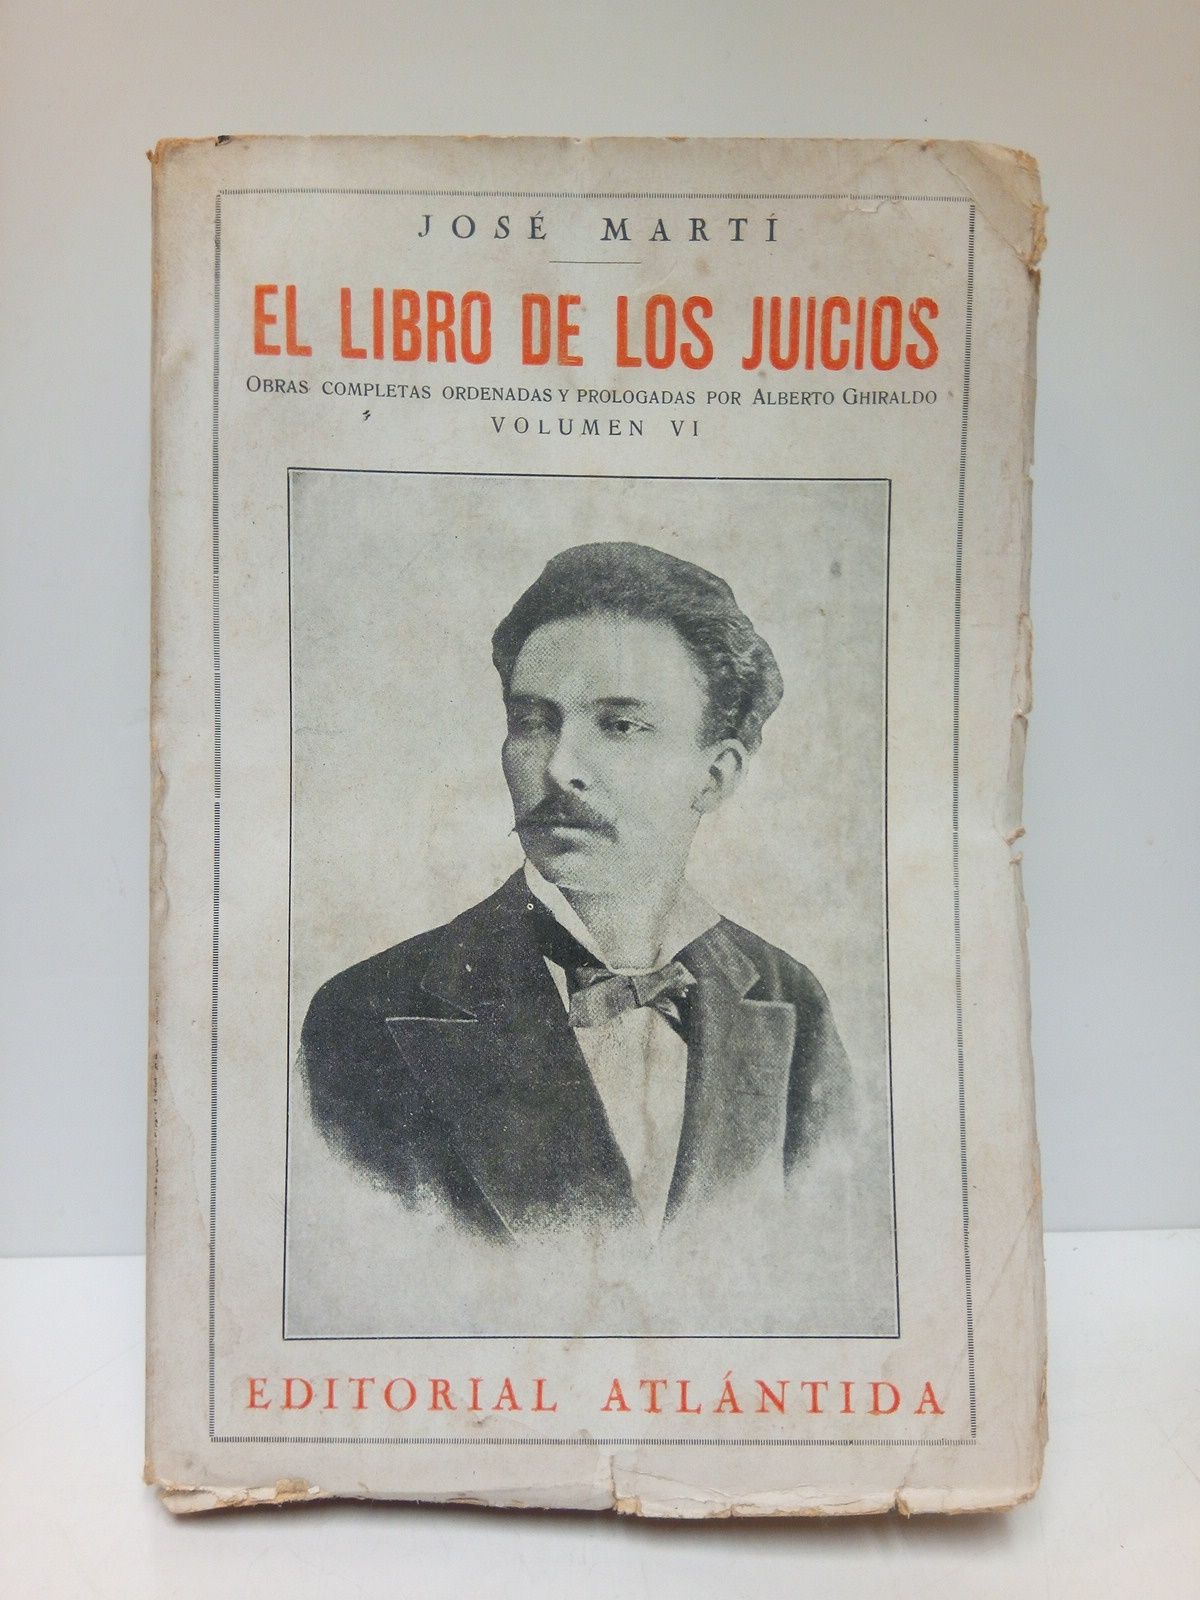 JOSÉ MARTÍ
EL LIBRO DE LOS JUICIOS
OBRAS COMPLETAS ORDENADAS Y PROLOGADAS POR ALBERTO GHIRALDO
VOLUMEN VI
EDITORIAL ATLÁNTIDA